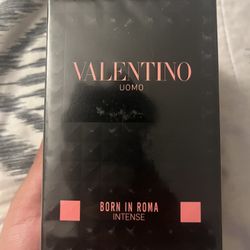 VALENTINO
UOMO
BORN IN ROMA
INTENSE